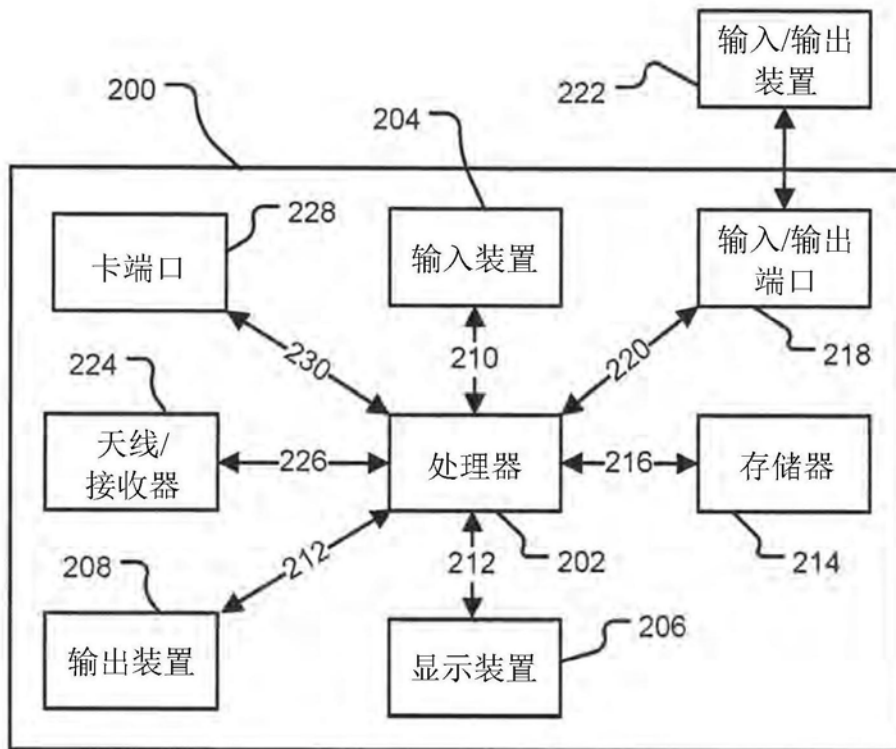 输入/输出
装置
222
200
204
228
卡端口
输入装置
输入/输出
端口
230
210
220
218
224
天线/
接收器
226
处理器
216
存储器
212
212
202
214
208
输出装置
显示装置
206